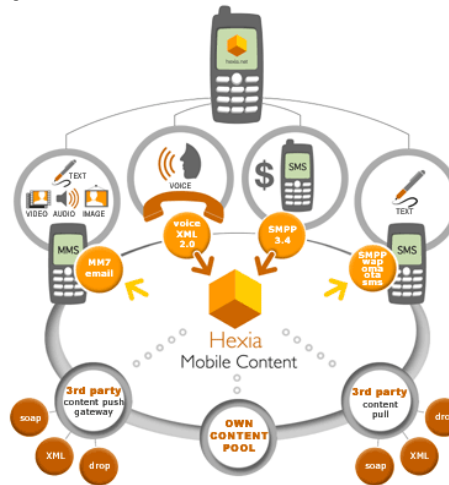 hexia.net
TEXT
VIDEO AUDIO IMAGE
VOICE
$
SMS
TEXT
MMS
MM7
email
voice
XML
2.0
SMPP
3.4
SMPP
wap
oma
ota
sms
SMS
Hexia
Mobile Content
3rd party
content push
gateway
soap
XML
drop
OWN
CONTENT
POOL
3rd party
content
pull
soap
XML